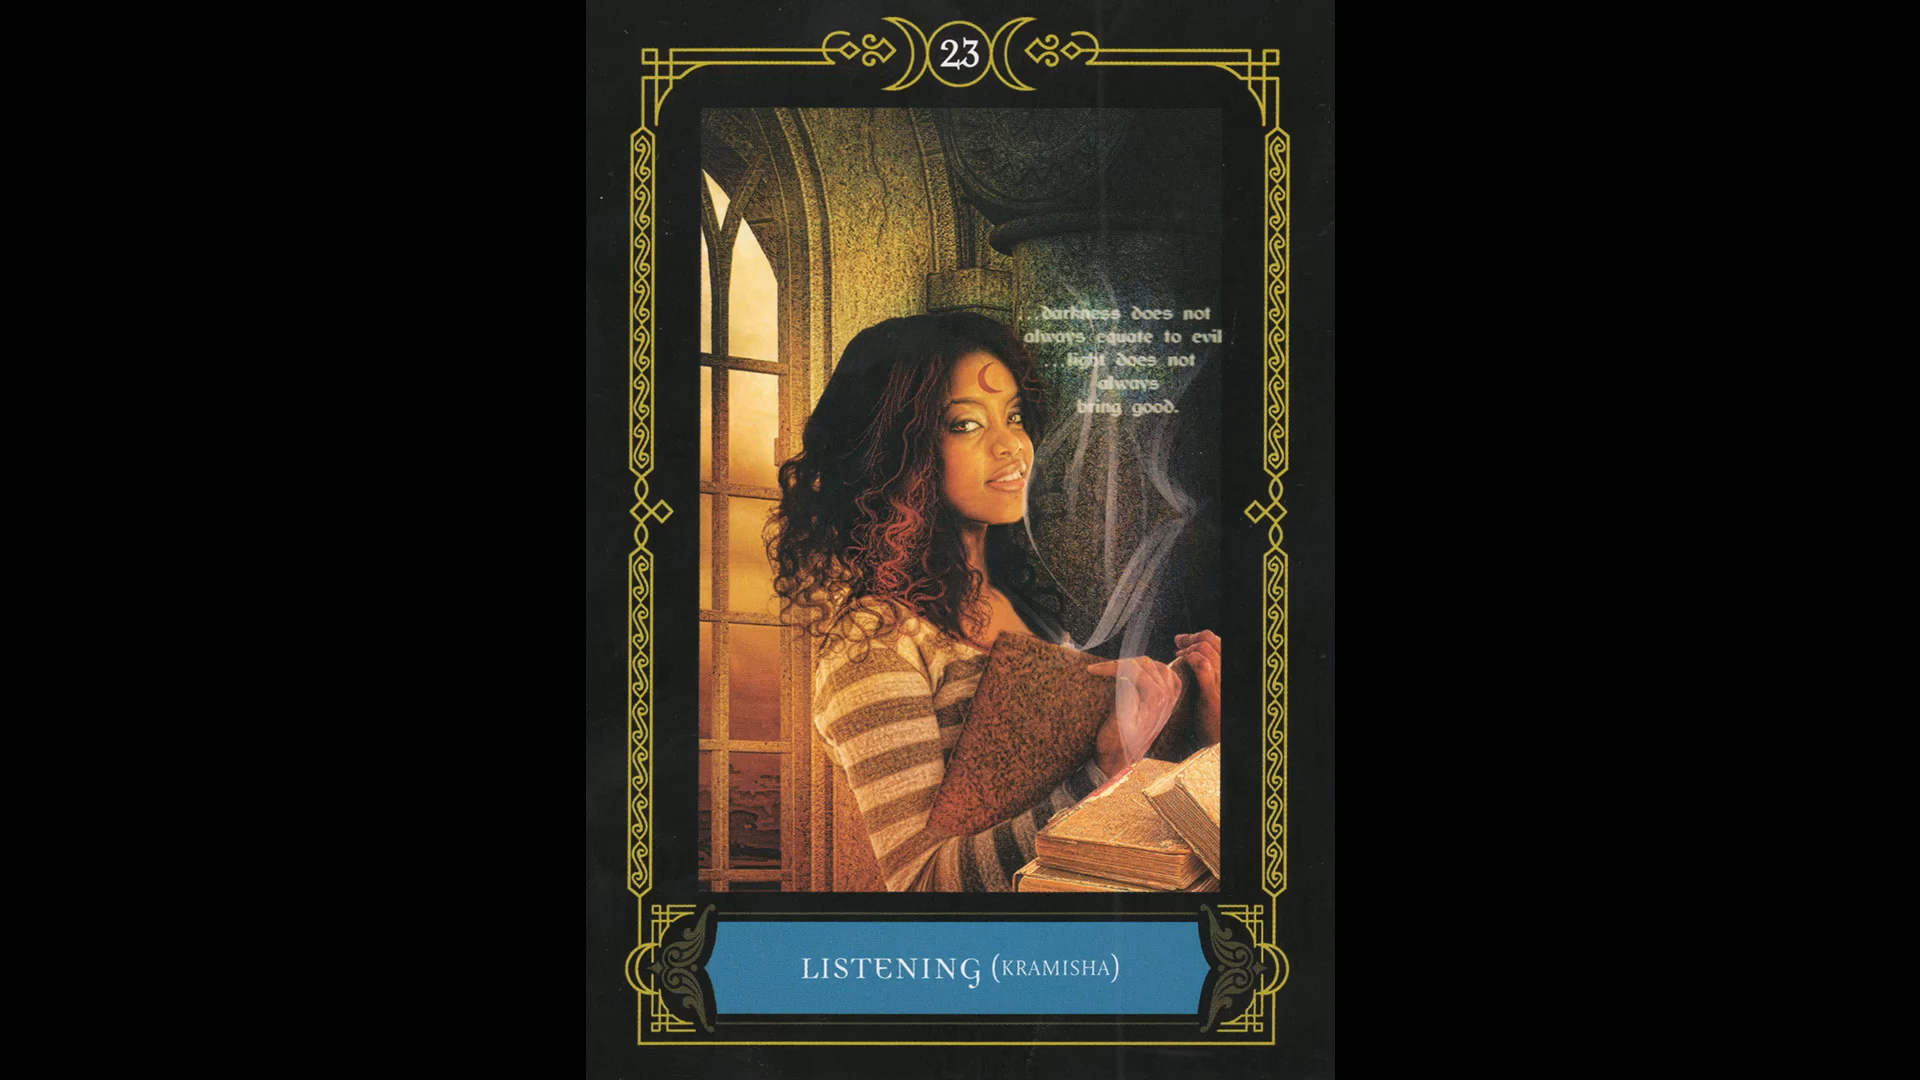 23
...darkness does not
always equate to evil
...light does not
always
bring good.
LISTENING (KRAMISHA)